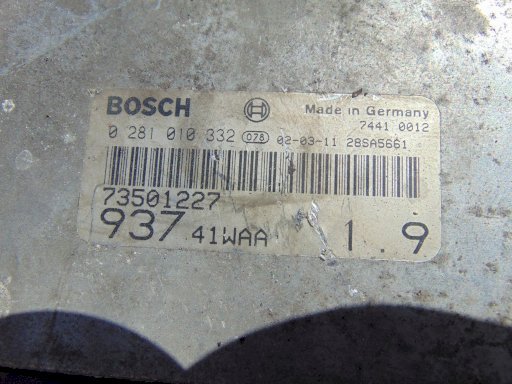 BOSCH Made in Germany
7441 0012
0 281 010 332 078 02-03-11 28SA5661
73501227
937 41WAA 1.9